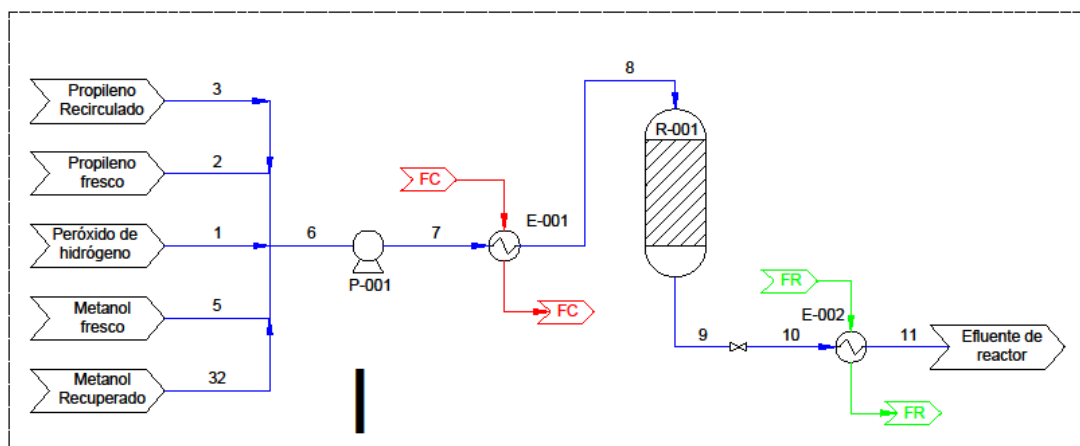 8
Propileno
Recirculado
3
R-001
Propileno
fresco
2
FC
E-001
Peróxido de
hidrógeno
1
6
7
P-001
FR
FC
E-002
Metanol
fresco
5
9
10
11
Efluente de
reactor
Metanol
Recuperado
32
FR